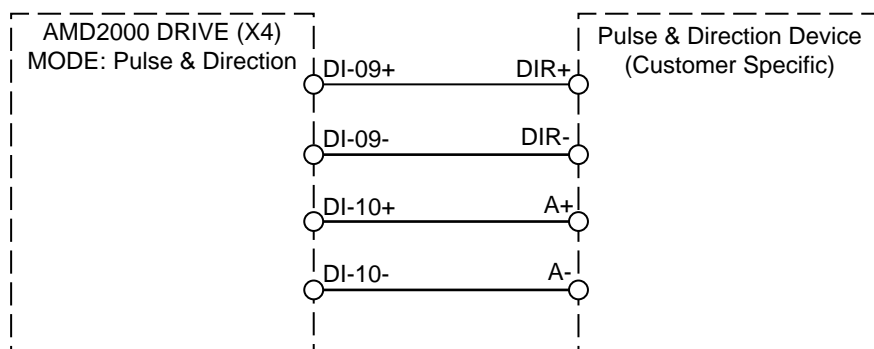 AMD2000 DRIVE (X4)
MODE: Pulse & Direction
Pulse & Direction Device
(Customer Specific)
DI-09+ DIR+
DI-09- DIR-
DI-10+ A+
DI-10- A-